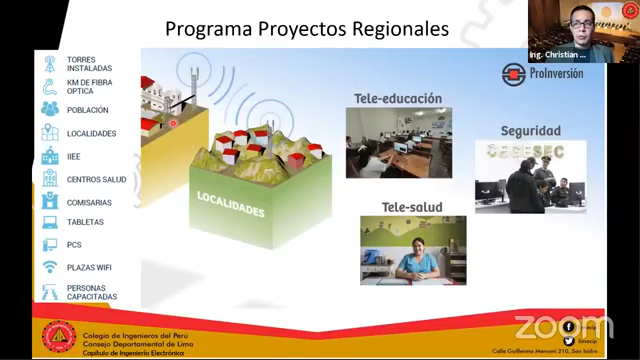 Programa Proyectos Regionales
Ing. Christian
TORRES
INSTALADAS
KM DE FIBRA
OPTICA
POBLACIÓN
LOCALIDADES
IIEE
CENTROS SALUD
COMISARIAS
TABLETAS
PCS
PLAZAS WIFI
PERSONAS
CAPACITADAS
LOCALIDADES
ProInversión
Tele-educación
Seguridad
Tele-salud
Colegio de Ingenieros del Perú
Consejo Departamental de Lima
Capítulo de Ingeniería Electrónica
limacip
Calle Guillermo Marconi 210, San Isidro
zoom